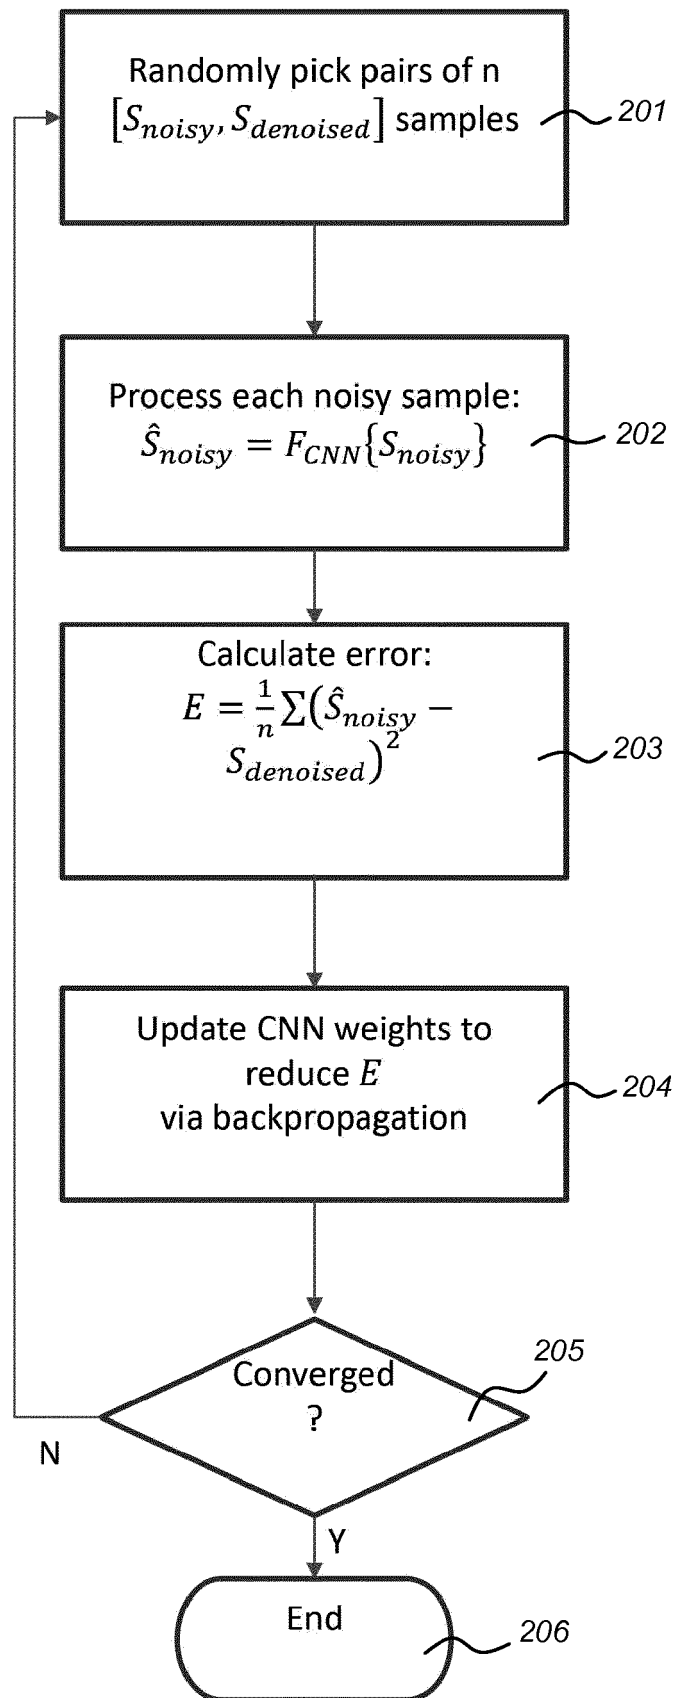 Randomly pick pairs of n
[S_noisy, S_denoised] samples
201
Process each noisy sample:
Ŝ_noisy = F_CNN{S_noisy}
202
Calculate error:
E = 1/n Σ(Ŝ_noisy −
S_denoised)²
203
Update CNN weights to
reduce E
via backpropagation
204
Converged
?
205
N
Y
End
206